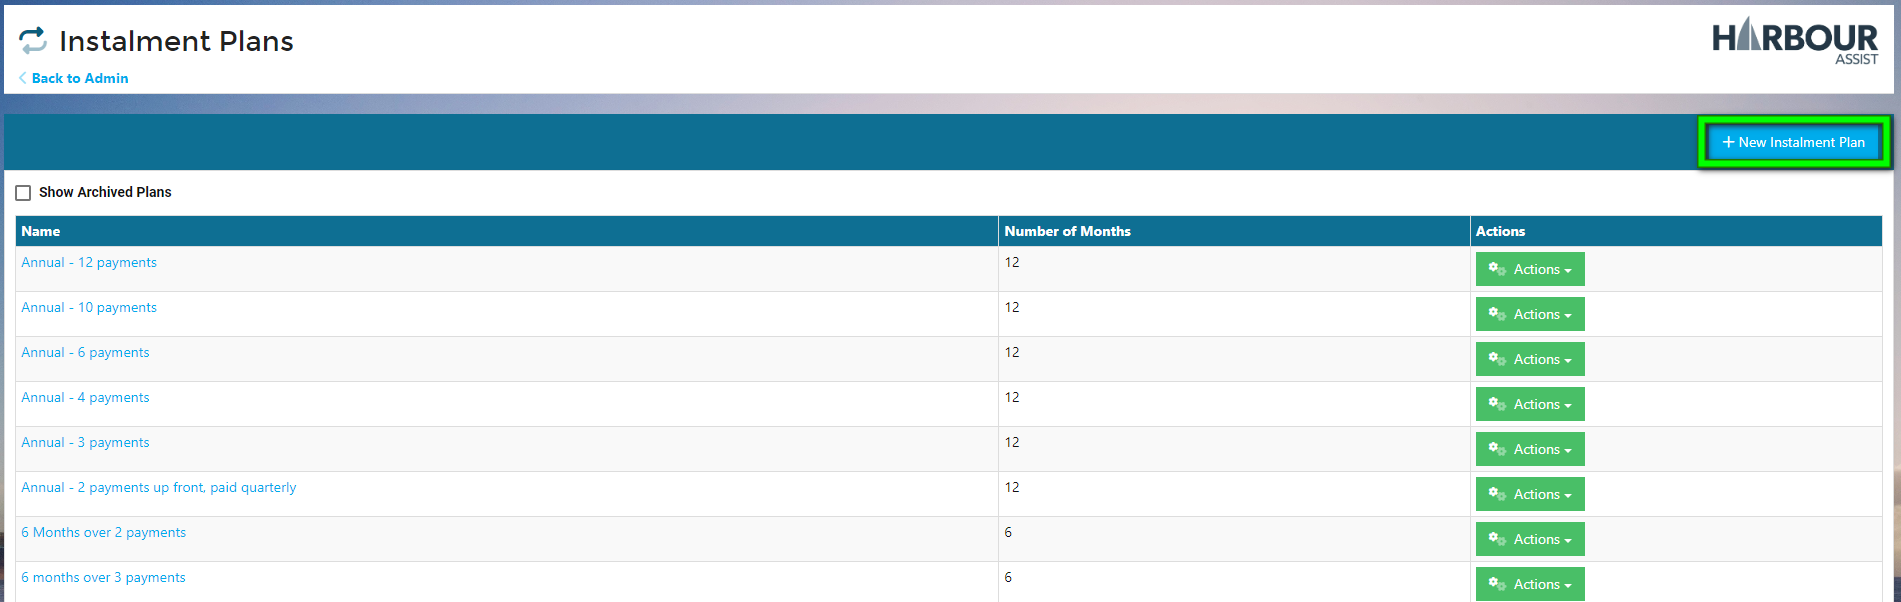 Instalment Plans
HARBOUR
ASSIST
Back to Admin
+ New Instalment Plan
Show Archived Plans
Name Number of Months Actions
Annual - 12 payments 12 Actions
Annual - 10 payments 12 Actions
Annual - 6 payments 12 Actions
Annual - 4 payments 12 Actions
Annual - 3 payments 12 Actions
Annual - 2 payments up front, paid quarterly 12 Actions
6 Months over 2 payments 6 Actions
6 months over 3 payments 6 Actions